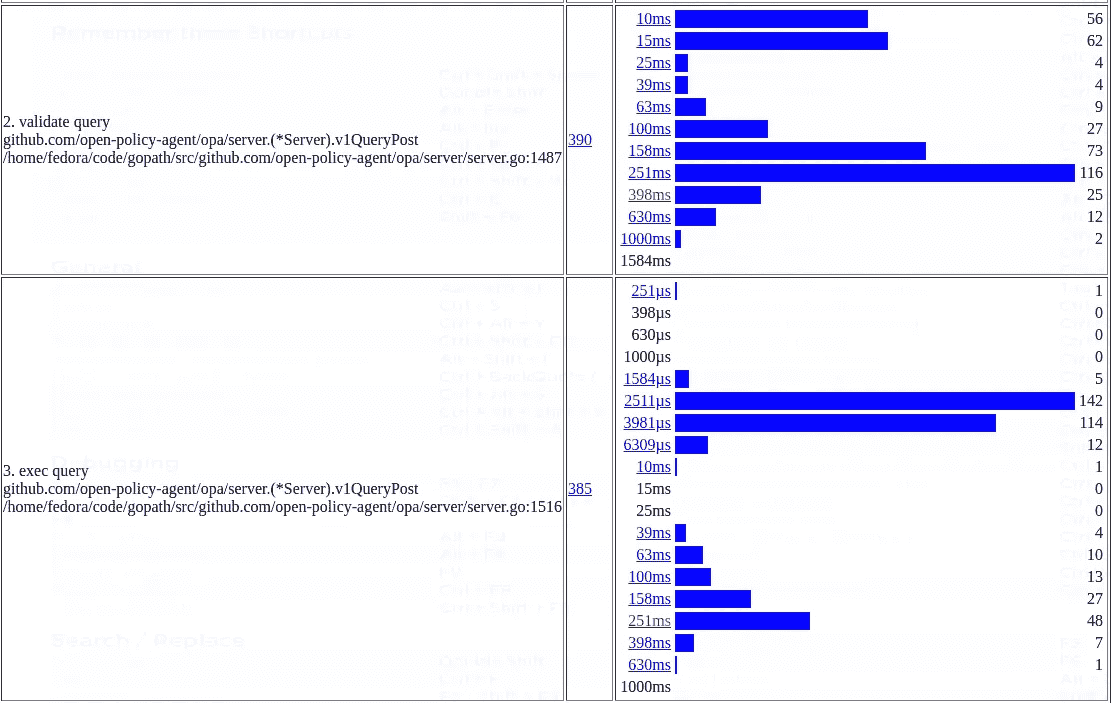 2. validate query
github.com/open-policy-agent/opa/server.(*Server).v1QueryPost
/home/fedora/code/gopath/src/github.com/open-policy-agent/opa/server/server.go:1487
390
10ms 56
15ms 62
25ms 4
39ms 4
63ms 9
100ms 27
158ms 73
251ms 116
398ms 25
630ms 12
1000ms 2
1584ms
3. exec query
github.com/open-policy-agent/opa/server.(*Server).v1QueryPost
/home/fedora/code/gopath/src/github.com/open-policy-agent/opa/server/server.go:1516
385
251µs 1
398µs 0
630µs 0
1000µs 0
1584µs 5
2511µs 142
3981µs 114
6309µs 12
10ms 1
15ms 0
25ms 0
39ms 4
63ms 10
100ms 13
158ms 27
251ms 48
398ms 7
630ms 1
1000ms
General
Search / Replace